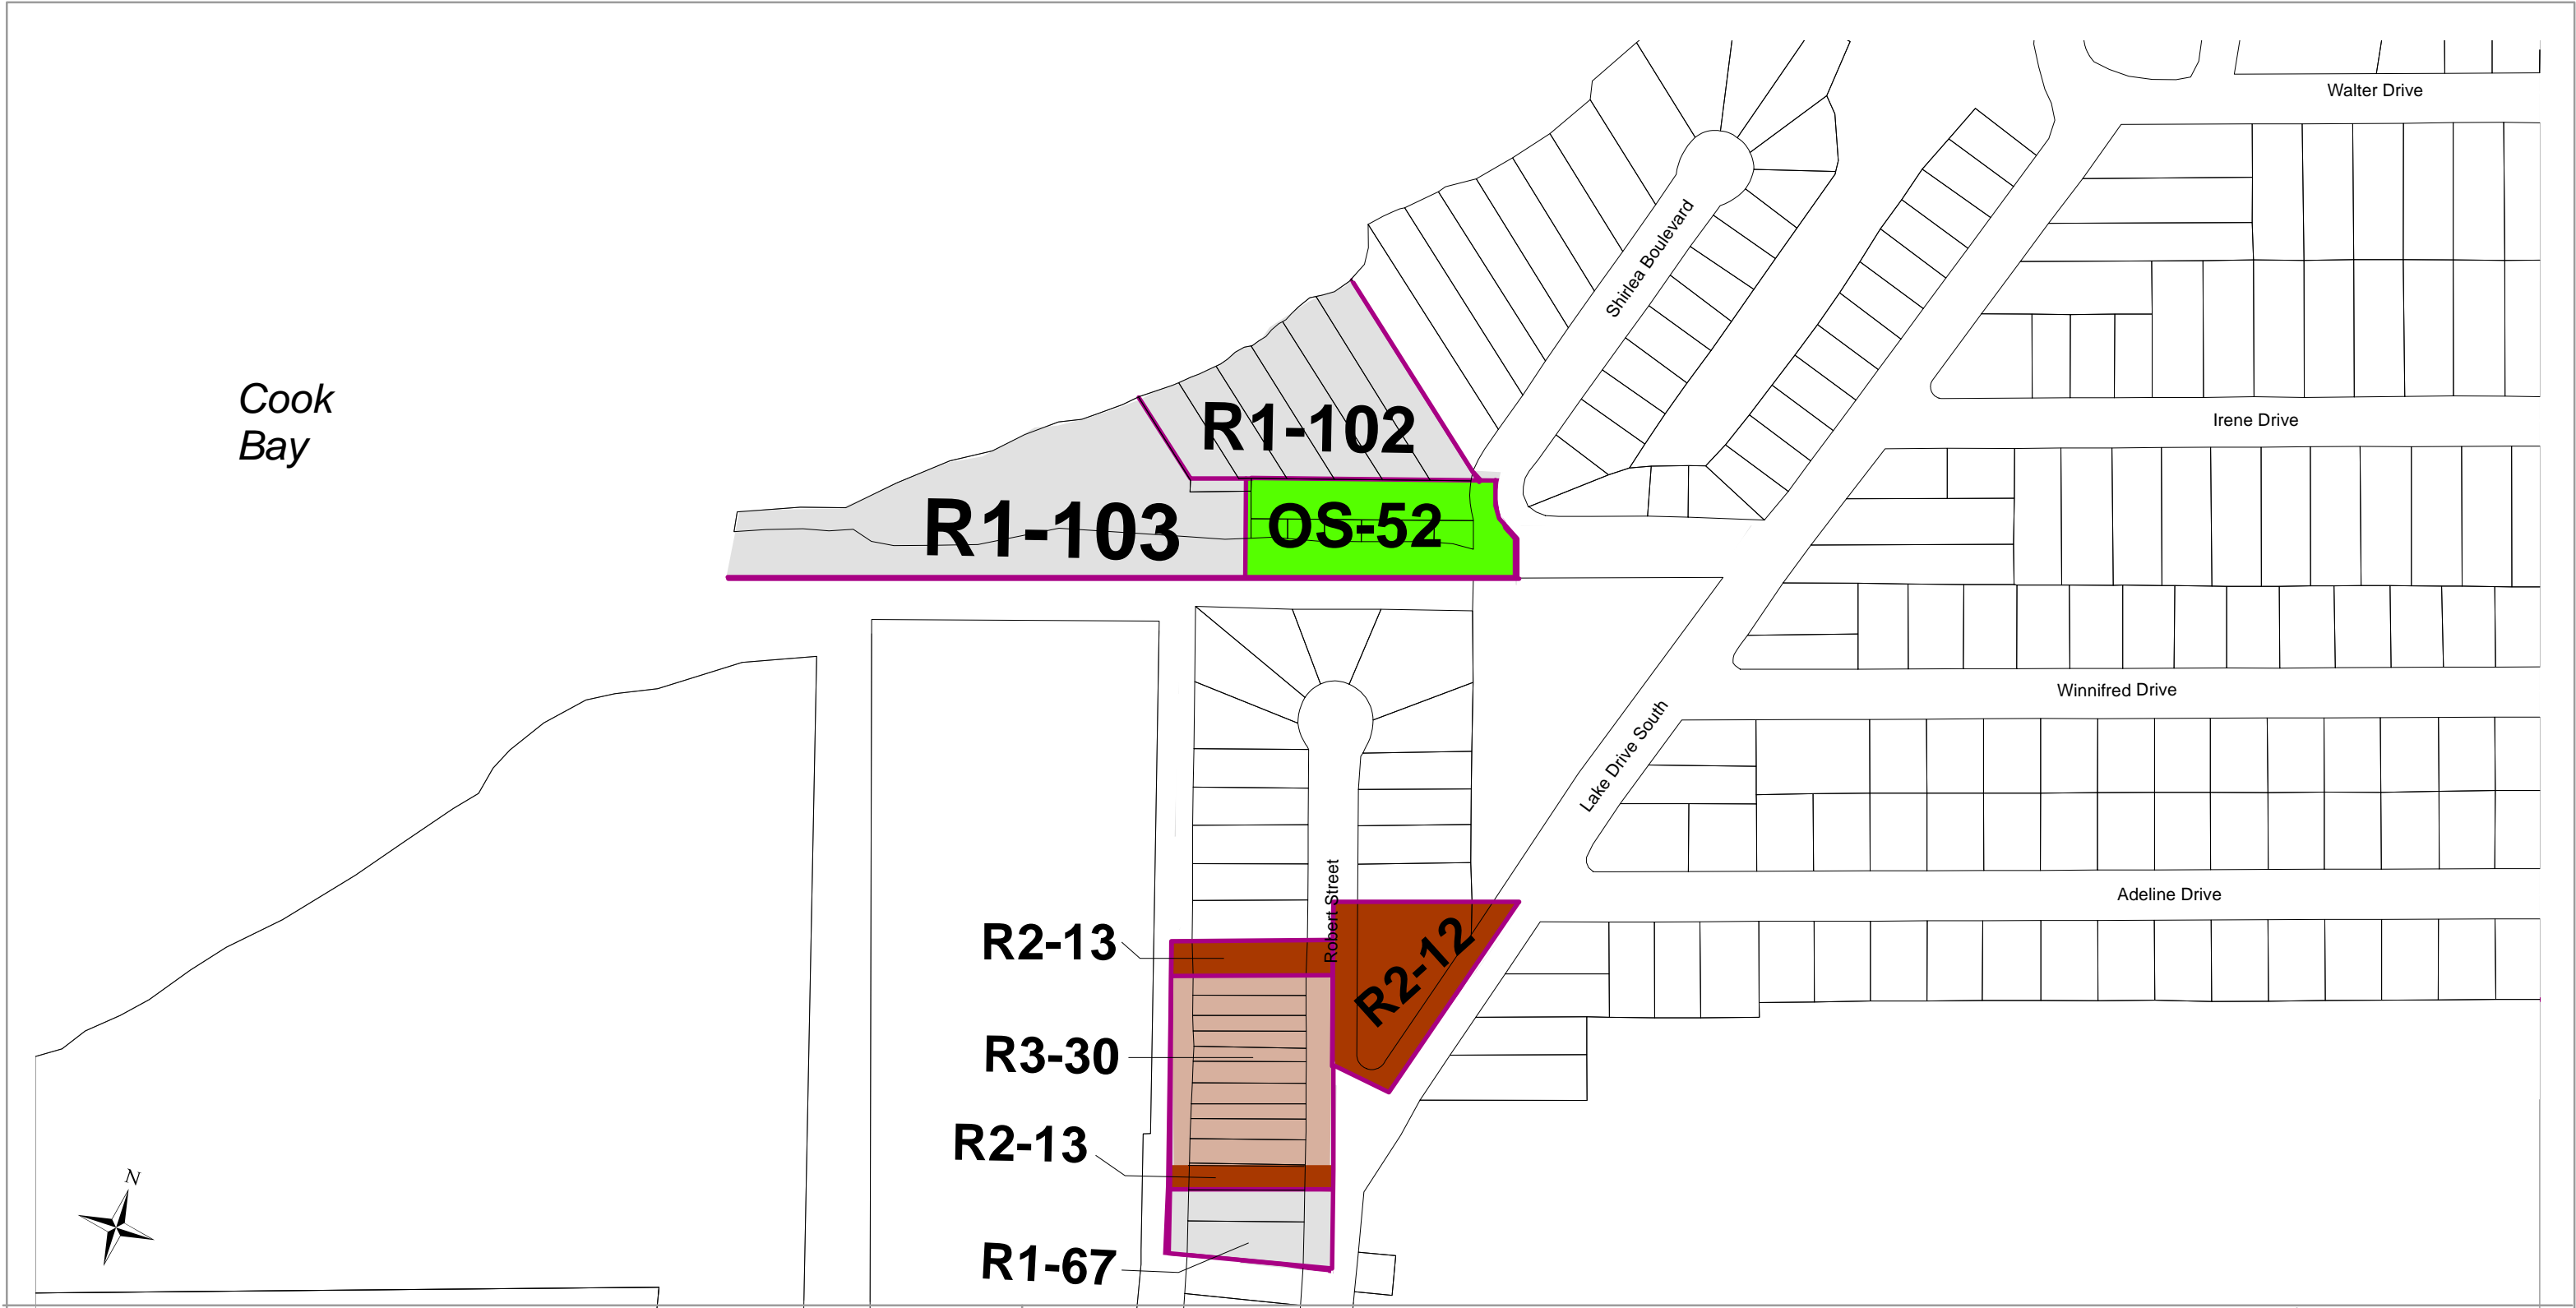 Walter Drive
Shirlea Boulevard
Cook
Bay
R1-102
Irene Drive
R1-103
OS-52
Winnifred Drive
Lake Drive South
Adeline Drive
Robert Street
R2-13
R2-12
R3-30
R2-13
N
R1-67